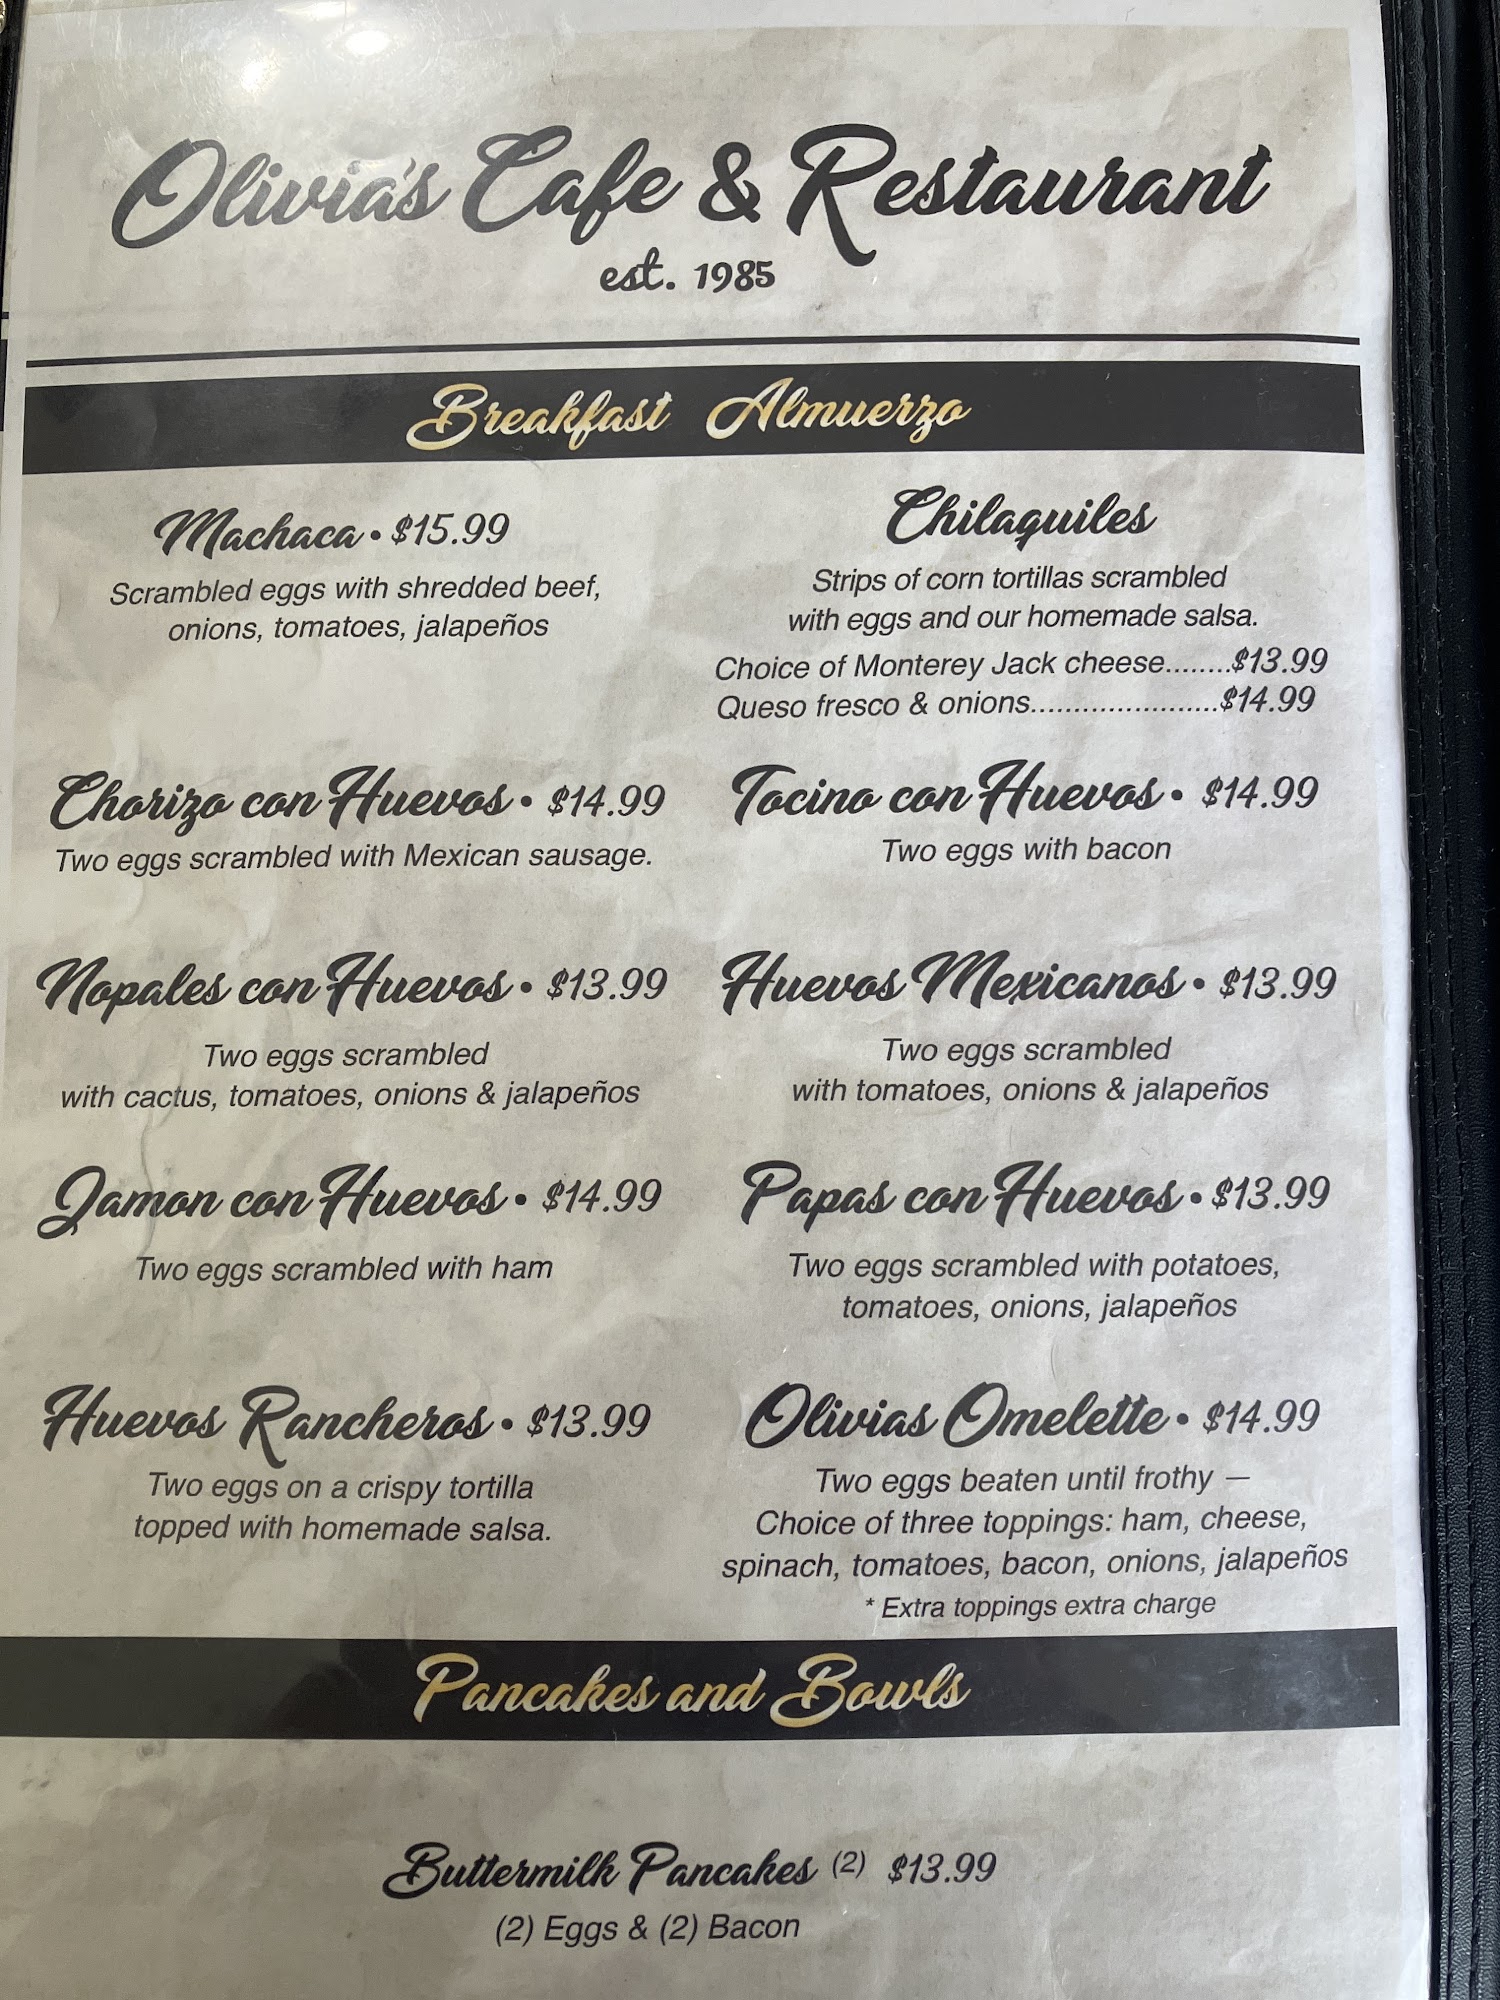 Olivia's Cafe & Restaurant
est. 1985
Breakfast Almuerzo
Machaca • $15.99
Scrambled eggs with shredded beef,
onions, tomatoes, jalapeños
Chilaquiles
Strips of corn tortillas scrambled
with eggs and our homemade salsa.
Choice of Monterey Jack cheese........$13.99
Queso fresco & onions......................$14.99
Chorizo con Huevos • $14.99
Two eggs scrambled with Mexican sausage.
Tocino con Huevos • $14.99
Two eggs with bacon
Nopales con Huevos • $13.99
Two eggs scrambled
with cactus, tomatoes, onions & jalapeños
Huevos Mexicanos • $13.99
Two eggs scrambled
with tomatoes, onions & jalapeños
Jamon con Huevos • $14.99
Two eggs scrambled with ham
Papas con Huevos • $13.99
Two eggs scrambled with potatoes,
tomatoes, onions, jalapeños
Huevos Rancheros • $13.99
Two eggs on a crispy tortilla
topped with homemade salsa.
Olivias Omelette • $14.99
Two eggs beaten until frothy —
Choice of three toppings: ham, cheese,
spinach, tomatoes, bacon, onions, jalapeños
* Extra toppings extra charge
Pancakes and Bowls
Buttermilk Pancakes (2) $13.99
(2) Eggs & (2) Bacon